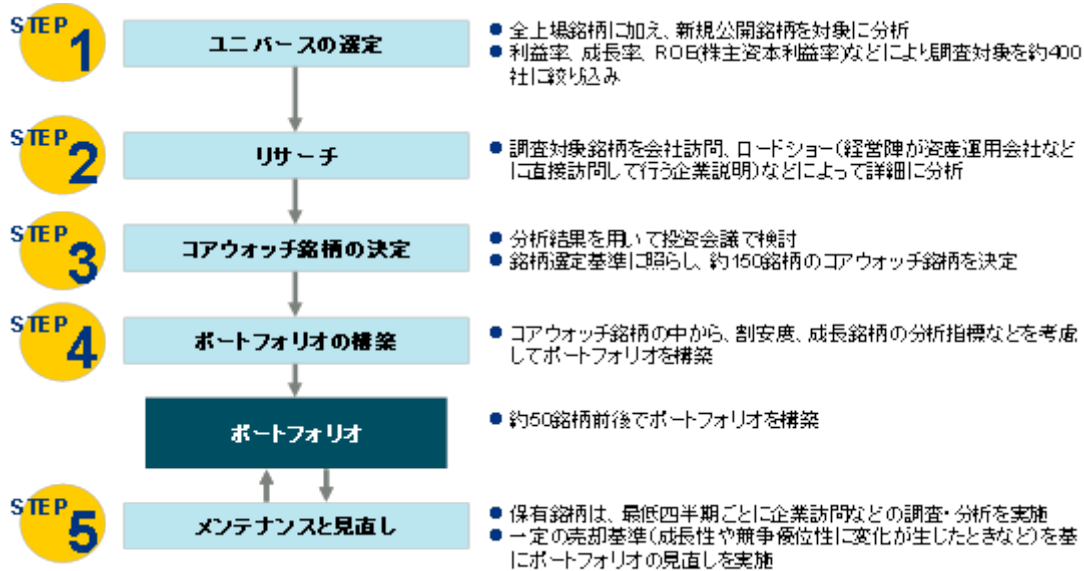 STEP 1
ユニバースの選定
● 全上場銘柄に加え、新規公開銘柄を対象に分析
● 利益率、成長率、ROE(株主資本利益率)などにより調査対象を約400
社に絞り込み
STEP 2
リサーチ
● 調査対象銘柄を会社訪問、ロードショー(経営陣が資産運用会社など
に直接訪問して行う企業説明)などによって詳細に分析
STEP 3
コアウォッチ銘柄の決定
● 分析結果を用いて投資会議で検討
● 銘柄選定基準に照らし、約150銘柄のコアウォッチ銘柄を決定
STEP 4
ポートフォリオの構築
● コアウォッチ銘柄の中から、割安度、成長銘柄の分析指標などを考慮
してポートフォリオを構築
ポートフォリオ
● 約50銘柄前後でポートフォリオを構築
STEP 5
メンテナンスと見直し
● 保有銘柄は、最低四半期ごとに企業訪問などの調査・分析を実施
● 一定の売却基準(成長性や競争優位性に変化が生じたときなど)を基
にポートフォリオの見直しを実施